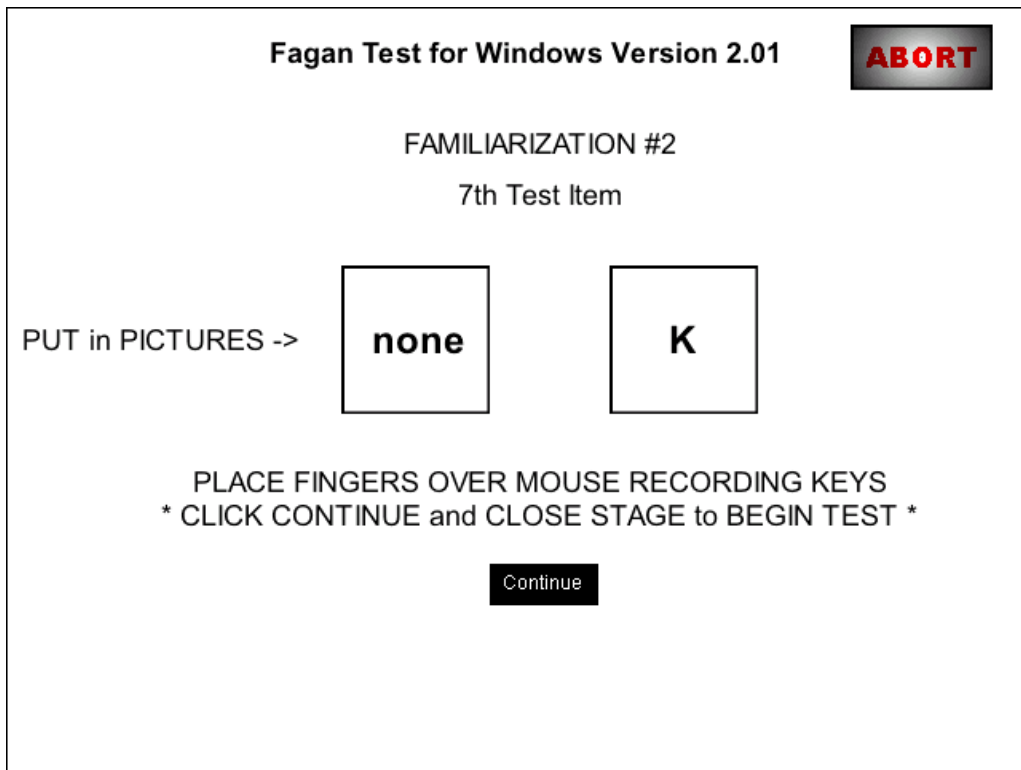 Fagan Test for Windows Version 2.01
ABORT
FAMILIARIZATION #2
7th Test Item
PUT in PICTURES -> none K
PLACE FINGERS OVER MOUSE RECORDING KEYS
* CLICK CONTINUE and CLOSE STAGE to BEGIN TEST *
Continue